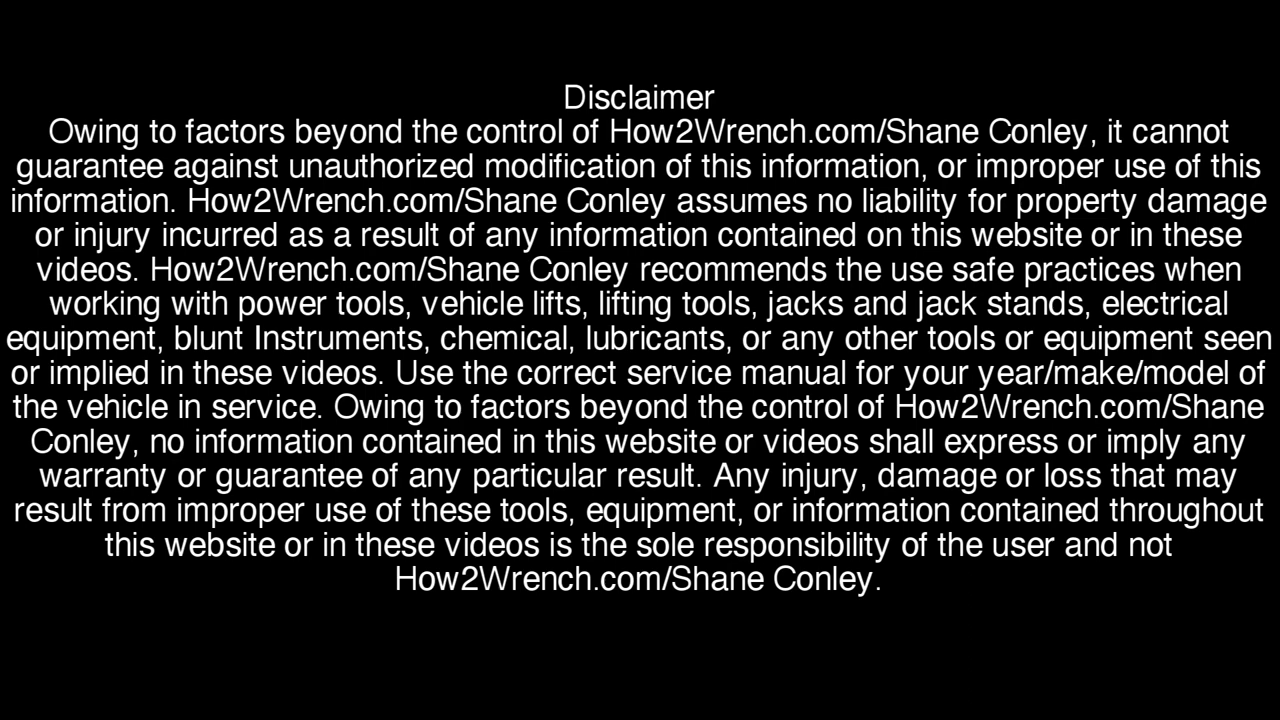 Disclaimer
Owing to factors beyond the control of How2Wrench.com/Shane Conley, it cannot
guarantee against unauthorized modification of this information, or improper use of this
information. How2Wrench.com/Shane Conley assumes no liability for property damage
or injury incurred as a result of any information contained on this website or in these
videos. How2Wrench.com/Shane Conley recommends the use safe practices when
working with power tools, vehicle lifts, lifting tools, jacks and jack stands, electrical
equipment, blunt Instruments, chemical, lubricants, or any other tools or equipment seen
or implied in these videos. Use the correct service manual for your year/make/model of
the vehicle in service. Owing to factors beyond the control of How2Wrench.com/Shane
Conley, no information contained in this website or videos shall express or imply any
warranty or guarantee of any particular result. Any injury, damage or loss that may
result from improper use of these tools, equipment, or information contained throughout
this website or in these videos is the sole responsibility of the user and not
How2Wrench.com/Shane Conley.